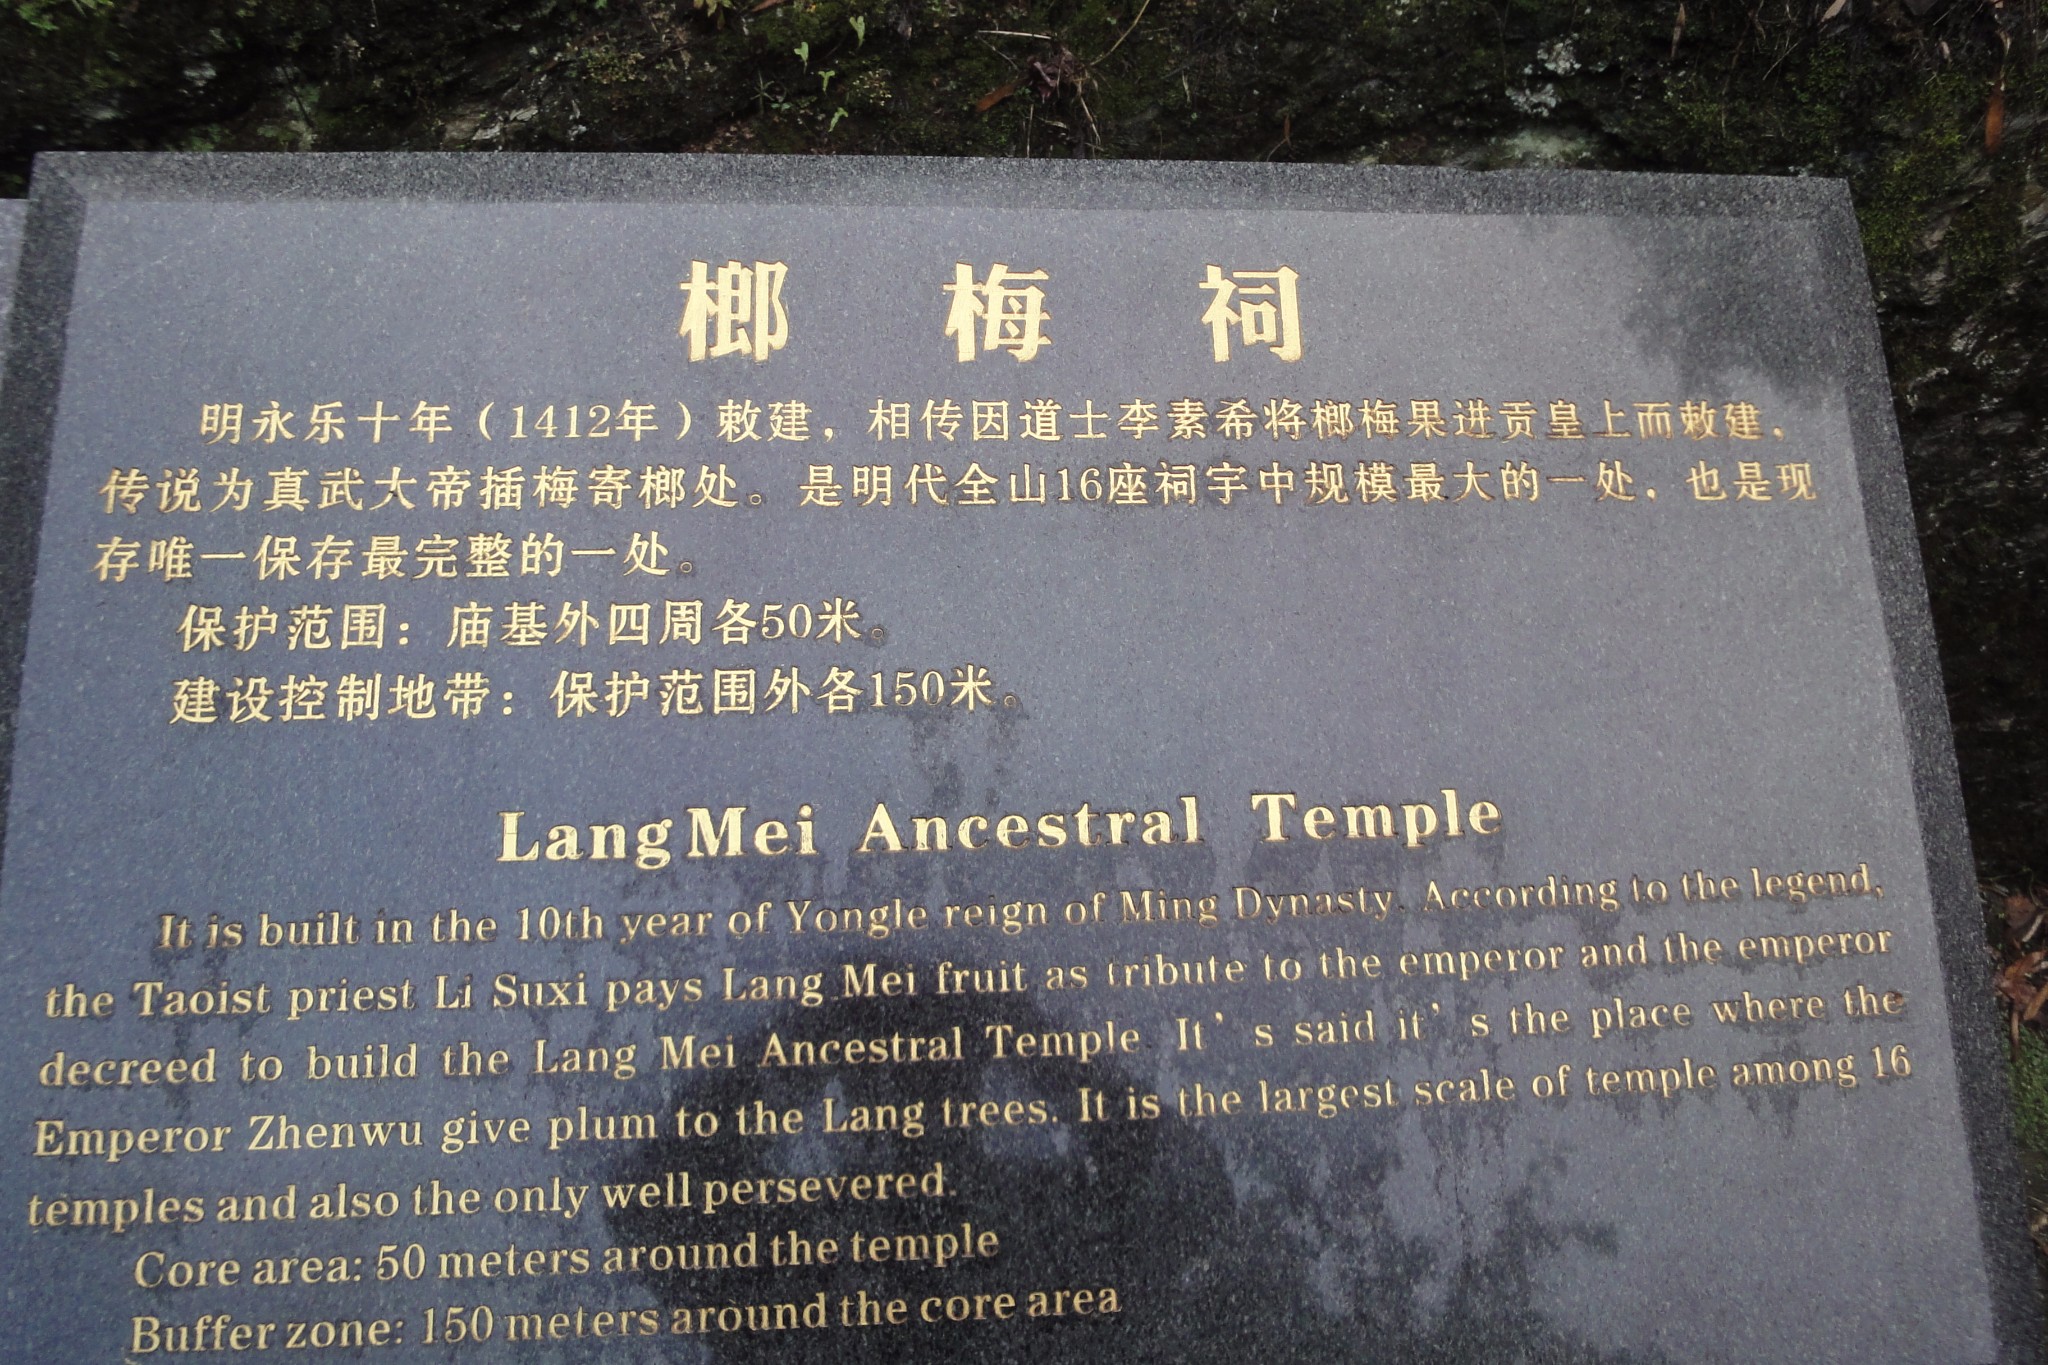 榔梅祠
明永乐十年（1412年）敕建，相传因道士李素希将榔梅果进贡皇上而敕建，
传说为真武大帝插梅寄榔处。是明代全山16座祠宇中规模最大的一处，也是现
存唯一保存最完整的一处。
保护范围：庙基外四周各50米。
建设控制地带：保护范围外各150米。
LangMei Ancestral Temple
It is built in the 10th year of Yongle reign of Ming Dynasty. According to the legend,
the Taoist priest Li Suxi pays Lang Mei fruit as tribute to the emperor and the emperor
decreed to build the Lang Mei Ancestral Temple. It's said it's the place where the
Emperor Zhenwu give plum to the Lang trees. It is the largest scale of temple among 16
temples and also the only well persevered.
Core area: 50 meters around the temple
Buffer zone: 150 meters around the core area